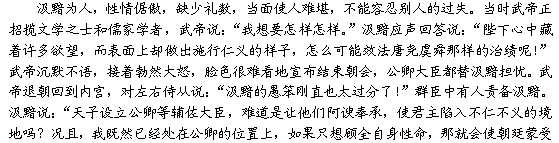 汲黯为人，性情倨傲，缺少礼数，当面使人难堪，不能容忍别人的过失。当时武帝正
招揽文学之士和儒家学者，武帝说：“我想要怎样怎样。”汲黯应声回答说：“陛下心中藏
着许多欲望，而表面上却做出施行仁义的样子，怎么可能效法唐尧虞舜那样的治绩呢！”
武帝沉默不语，接着勃然大怒，脸色很难看地宣布结束朝会，公卿大臣都替汲黯担忧。武
帝退朝回到内宫，对左右侍从说：“汲黯的愚笨刚直也太过分了！”群臣中有人责备汲黯。
汲黯说：“天子设立公卿等辅佐大臣，难道是让他们阿谀奉承，使君主陷入不仁不义的境
地吗？况且，我既然已经处在公卿的位置上，如果只想顾全自身性命，那就会使朝廷蒙受